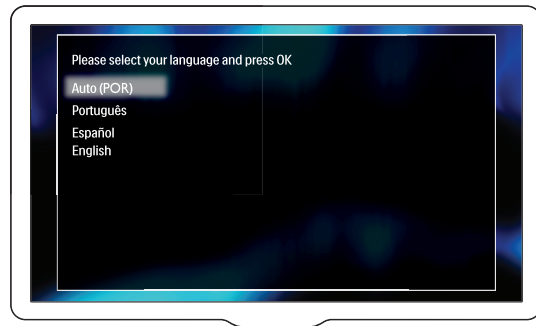 Please select your language and press OK
Auto (POR)
Português
Español
English